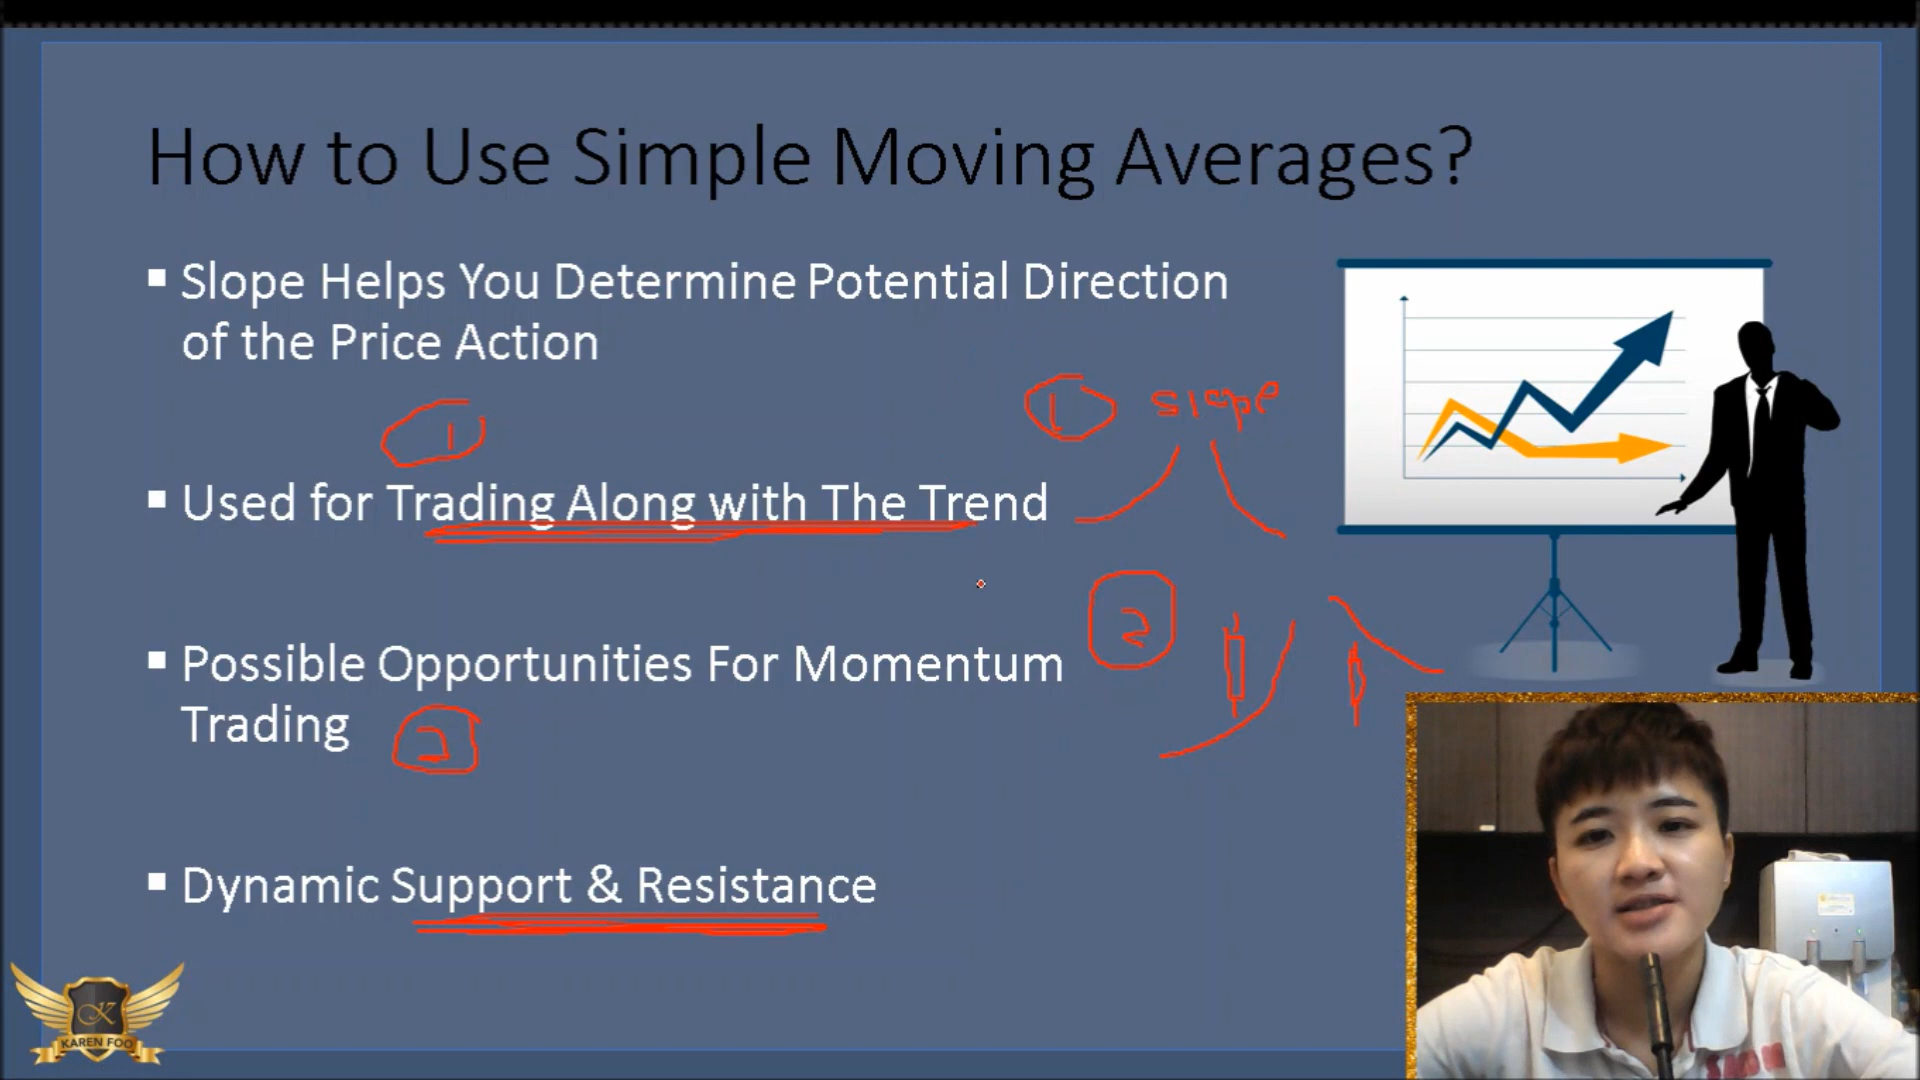 How to Use Simple Moving Averages?
Slope Helps You Determine Potential Direction
of the Price Action
1
1 slope
Used for Trading Along with The Trend
2
Possible Opportunities For Momentum
Trading
2
Dynamic Support & Resistance
K
KAREN FOO